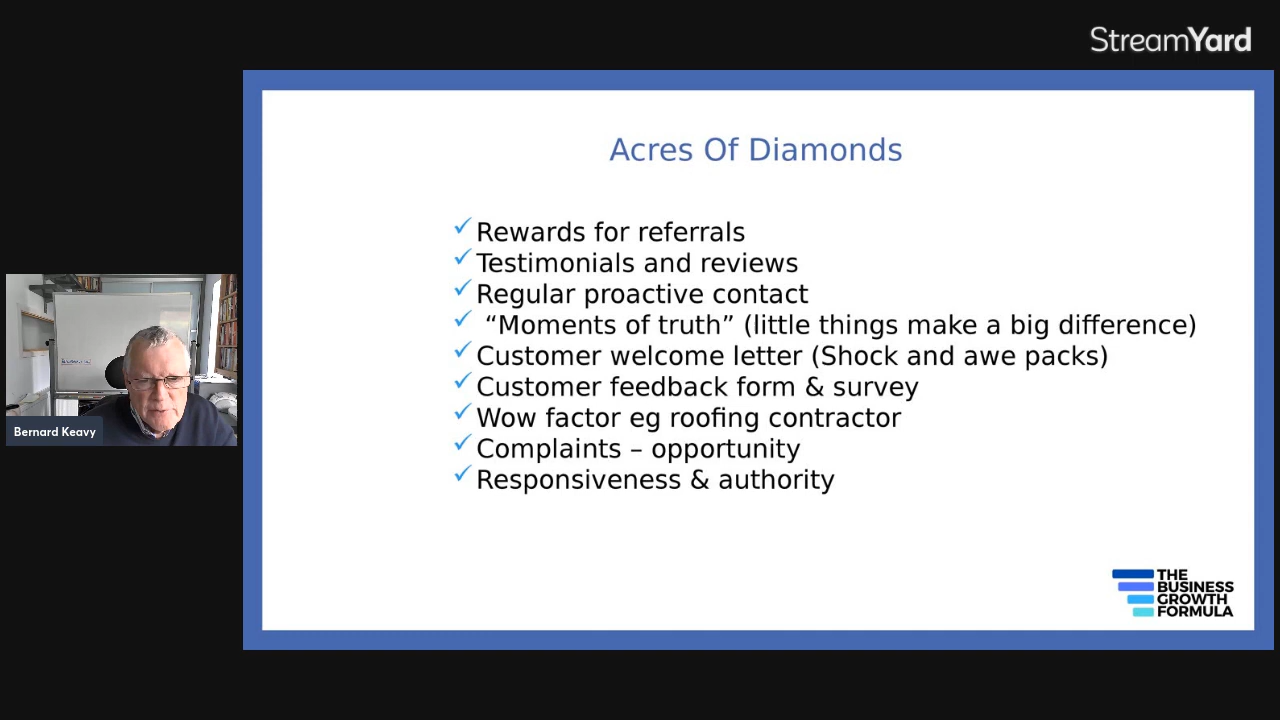 StreamYard
Acres Of Diamonds
✓ Rewards for referrals
✓ Testimonials and reviews
✓ Regular proactive contact
✓ “Moments of truth” (little things make a big difference)
✓ Customer welcome letter (Shock and awe packs)
✓ Customer feedback form & survey
✓ Wow factor eg roofing contractor
✓ Complaints – opportunity
✓ Responsiveness & authority
Bernard Keavy
THE
BUSINESS
GROWTH
FORMULA